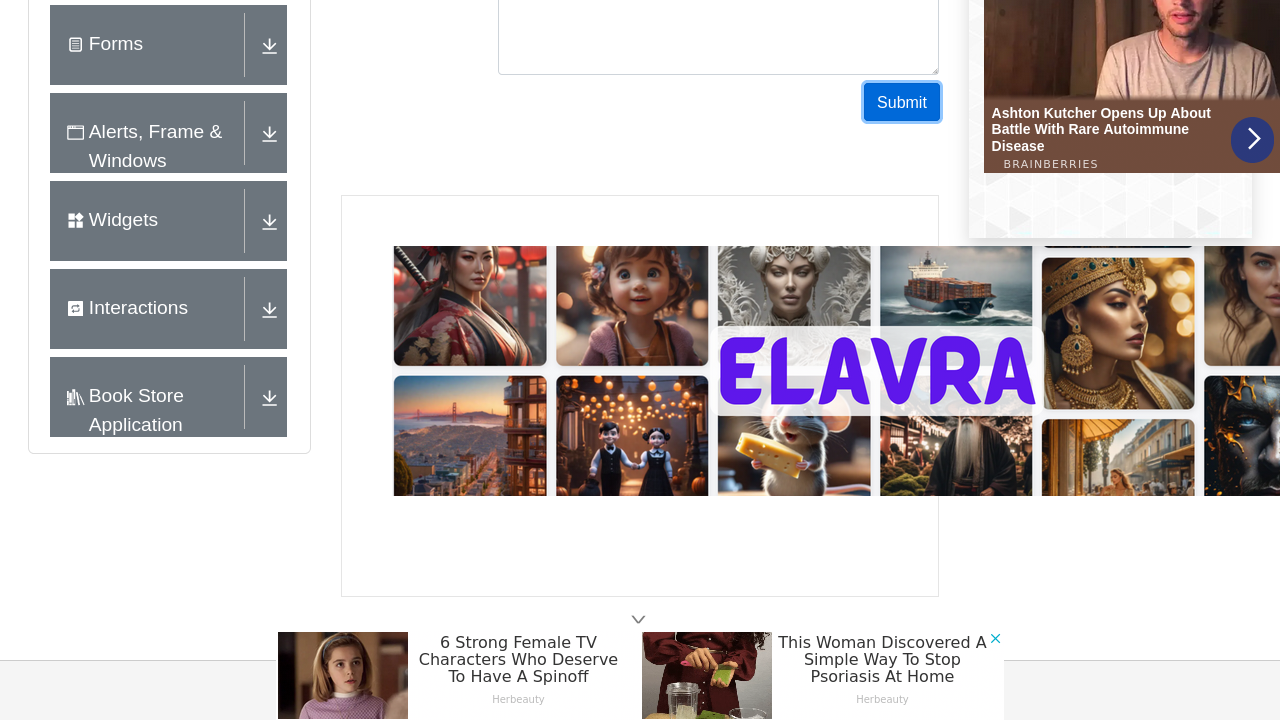 Forms
Alerts, Frame &
Windows
Widgets
Interactions
Book Store
Application
Submit
Ashton Kutcher Opens Up About
Battle With Rare Autoimmune
Disease
BRAINBERRIES
ELAVRA
6 Strong Female TV
Characters Who Deserve
To Have A Spinoff
Herbeauty
This Woman Discovered A
Simple Way To Stop
Psoriasis At Home
Herbeauty